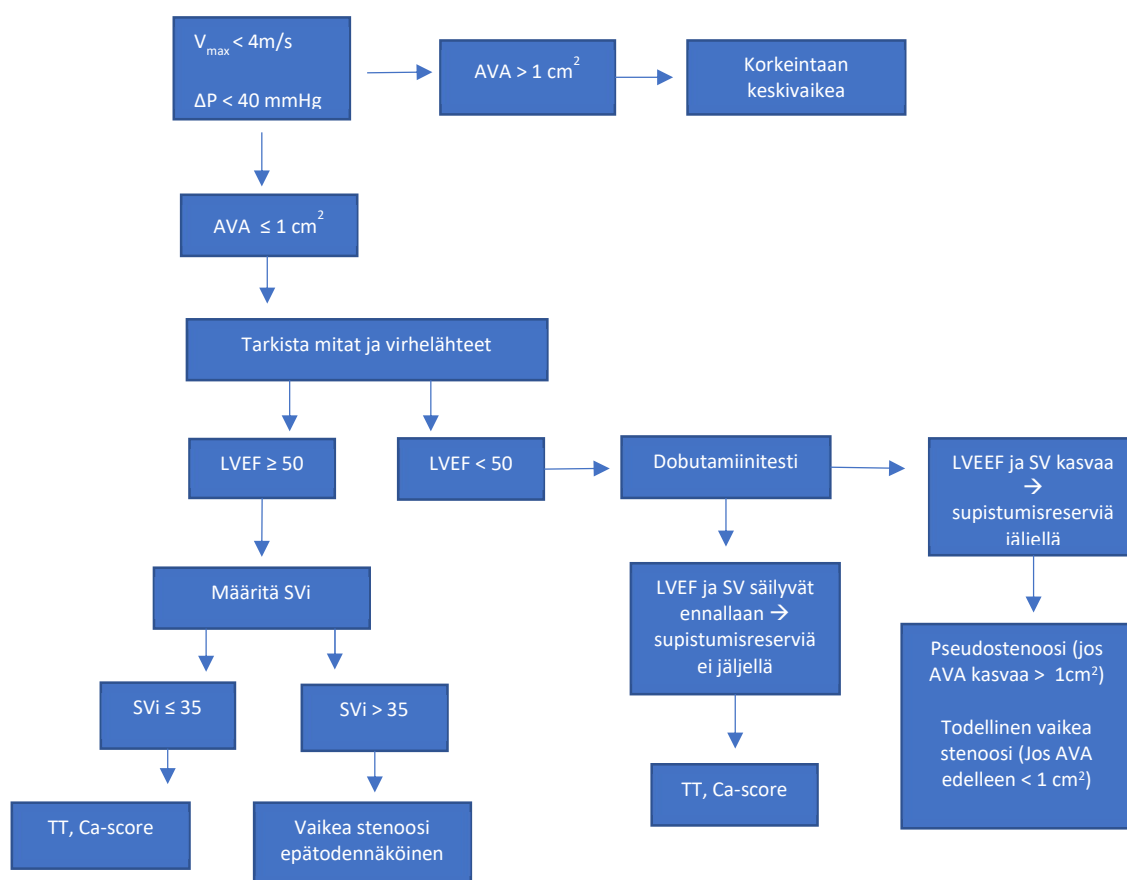 Vmax < 4m/s
ΔP < 40 mmHg
AVA > 1 cm²
Korkeintaan
keskivaikea
AVA ≤ 1 cm²
Tarkista mitat ja virhelähteet
LVEF ≥ 50
LVEF < 50
Dobutamiinitesti
LVEEF ja SV kasvaa
→
supistumisreserviä
jäljellä
Määritä SVi
LVEF ja SV säilyvät
ennallaan →
supistumisreserviä
ei jäljellä
Pseudostenoosi (jos
AVA kasvaa > 1cm²)
Todellinen vaikea
stenoosi (Jos AVA
edelleen < 1 cm²)
SVi ≤ 35
SVi > 35
TT, Ca-score
Vaikea stenoosi
epätodennäköinen
TT, Ca-score